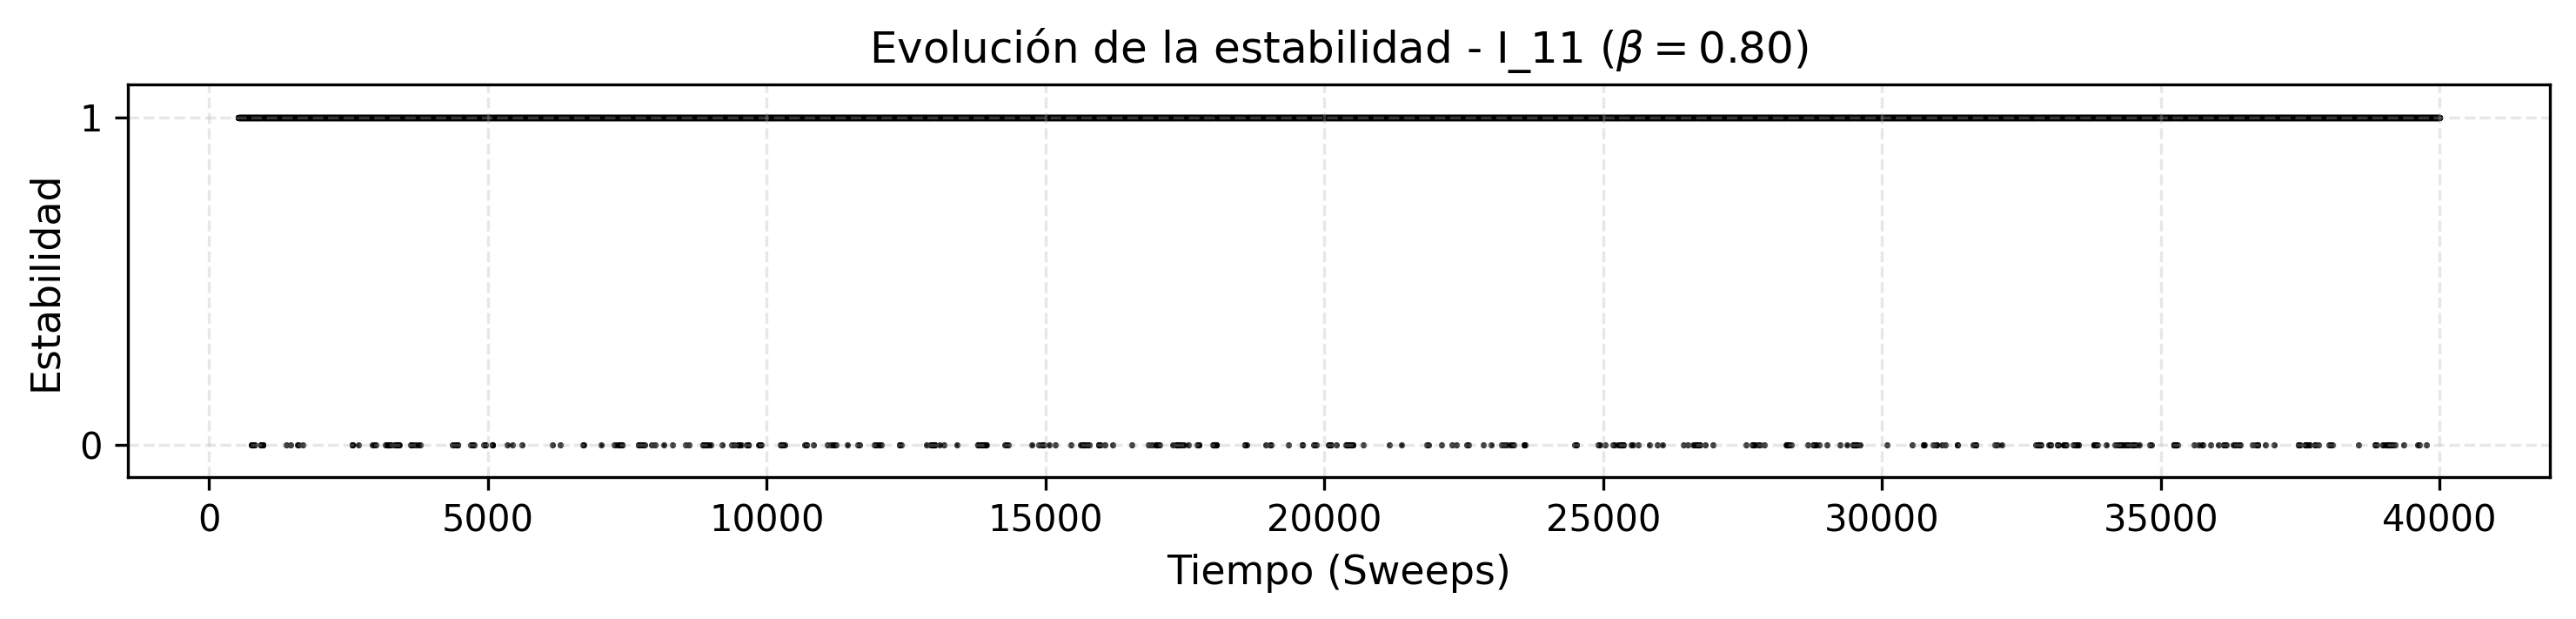 Evolución de la estabilidad - I_11 (β = 0.80)
1
Estabilidad
0
0 5000 10000 15000 20000 25000 30000 35000 40000
Tiempo (Sweeps)